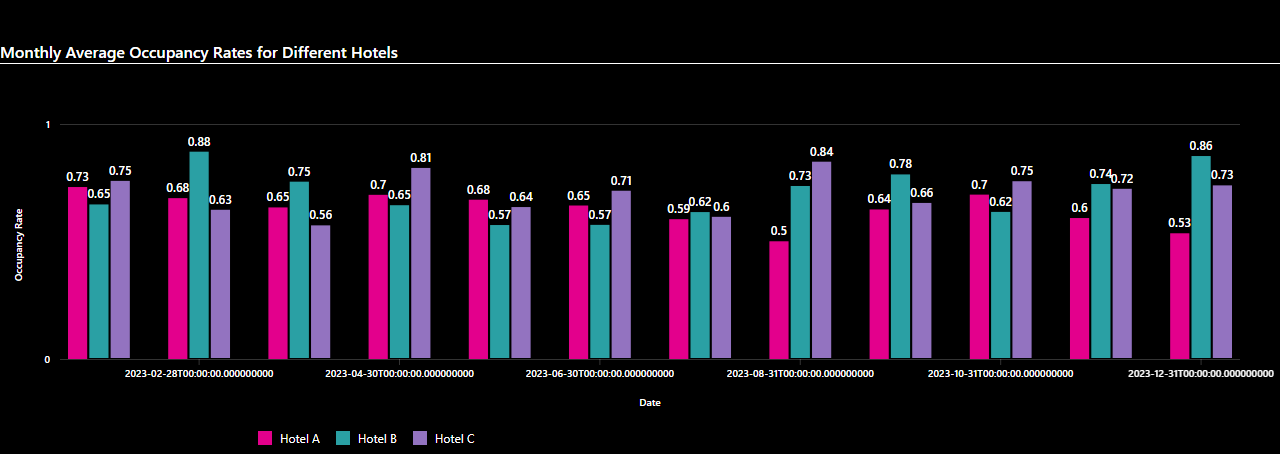 Monthly Average Occupancy Rates for Different Hotels
1
0.73 0.65 0.75 0.68 0.88 0.63 0.65 0.75 0.56 0.7 0.65 0.81 0.68 0.57 0.64 0.65 0.57 0.71 0.59 0.62 0.6 0.5 0.73 0.84 0.64 0.78 0.66 0.7 0.62 0.75 0.6 0.74 0.72 0.53 0.86 0.73
Occupancy Rate
0
2023-02-28T00:00:00.000000000 2023-04-30T00:00:00.000000000 2023-06-30T00:00:00.000000000 2023-08-31T00:00:00.000000000 2023-10-31T00:00:00.000000000 2023-12-31T00:00:00.000000000
Date
Hotel A Hotel B Hotel C